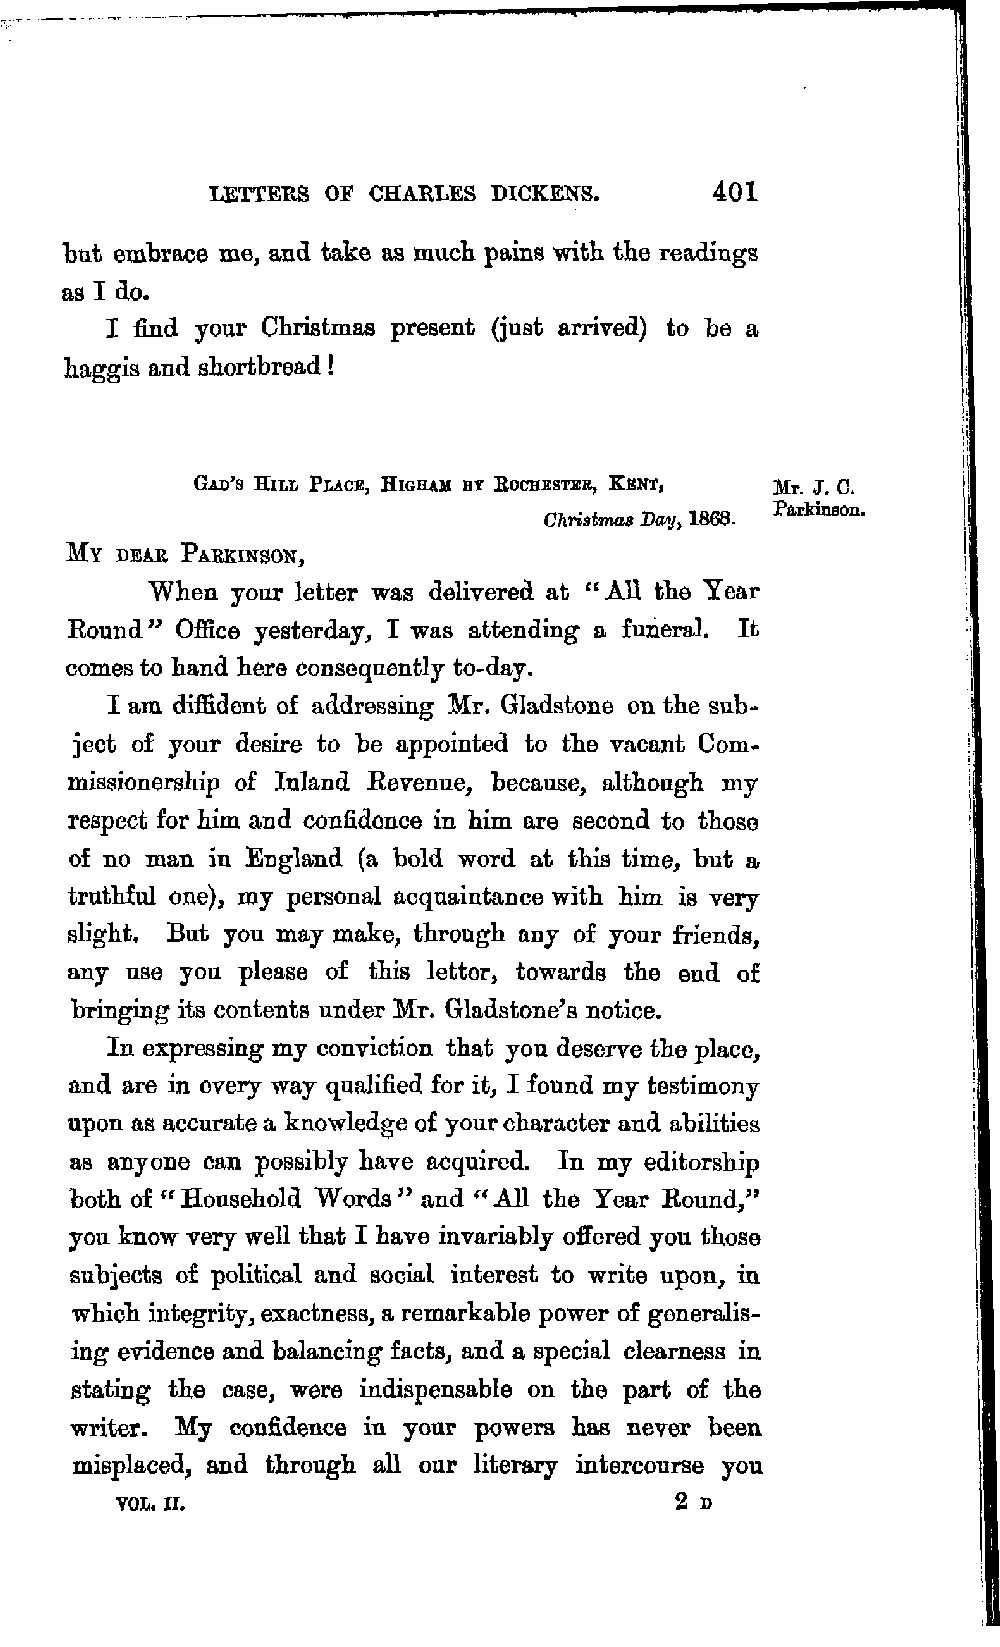 LETTERS OF CHARLES DICKENS. 401
but embrace me, and take as much pains with the readings
as I do.
I find your Christmas present (just arrived) to be a
haggis and shortbread!
GAD'S HILL PLACE, HIGHAM BY ROCHESTER, KENT,
Christmas Day, 1868.
Mr. J. C.
Parkinson.
MY DEAR PARKINSON,
When your letter was delivered at "All the Year
Round" Office yesterday, I was attending a funeral. It
comes to hand here consequently to-day.
I am diffident of addressing Mr. Gladstone on the sub-
ject of your desire to be appointed to the vacant Com-
missionership of Inland Revenue, because, although my
respect for him and confidence in him are second to those
of no man in England (a bold word at this time, but a
truthful one), my personal acquaintance with him is very
slight. But you may make, through any of your friends,
any use you please of this letter, towards the end of
bringing its contents under Mr. Gladstone's notice.
In expressing my conviction that you deserve the place,
and are in every way qualified for it, I found my testimony
upon as accurate a knowledge of your character and abilities
as anyone can possibly have acquired. In my editorship
both of "Household Words" and "All the Year Round,"
you know very well that I have invariably offered you those
subjects of political and social interest to write upon, in
which integrity, exactness, a remarkable power of generalis-
ing evidence and balancing facts, and a special clearness in
stating the case, were indispensable on the part of the
writer. My confidence in your powers has never been
misplaced, and through all our literary intercourse you
VOL. II. 2 D